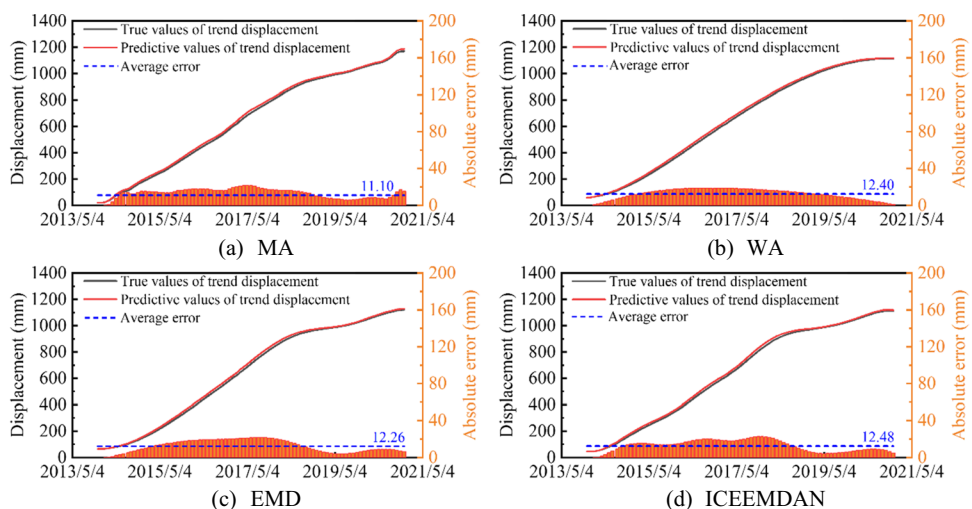 1400
1200
1000
800
600
400
200
0
Displacement (mm)
True values of trend displacement
Predictive values of trend displacement
Average error
11.10
200
160
120
80
40
0
Absolute error (mm)
2013/5/4 2015/5/4 2017/5/4 2019/5/4 2021/5/4
(a) MA
1400
1200
1000
800
600
400
200
0
Displacement (mm)
True values of trend displacement
Predictive values of trend displacement
Average error
12.40
200
160
120
80
40
0
Absolute error (mm)
2013/5/4 2015/5/4 2017/5/4 2019/5/4 2021/5/4
(b) WA
1400
1200
1000
800
600
400
200
0
Displacement (mm)
True values of trend displacement
Predictive values of trend displacement
Average error
12.26
200
160
120
80
40
0
Absolute error (mm)
2013/5/4 2015/5/4 2017/5/4 2019/5/4 2021/5/4
(c) EMD
1400
1200
1000
800
600
400
200
0
Displacement (mm)
True values of trend displacement
Predictive values of trend displacement
Average error
12.48
200
160
120
80
40
0
Absolute error (mm)
2013/5/4 2015/5/4 2017/5/4 2019/5/4 2021/5/4
(d) ICEEMDAN